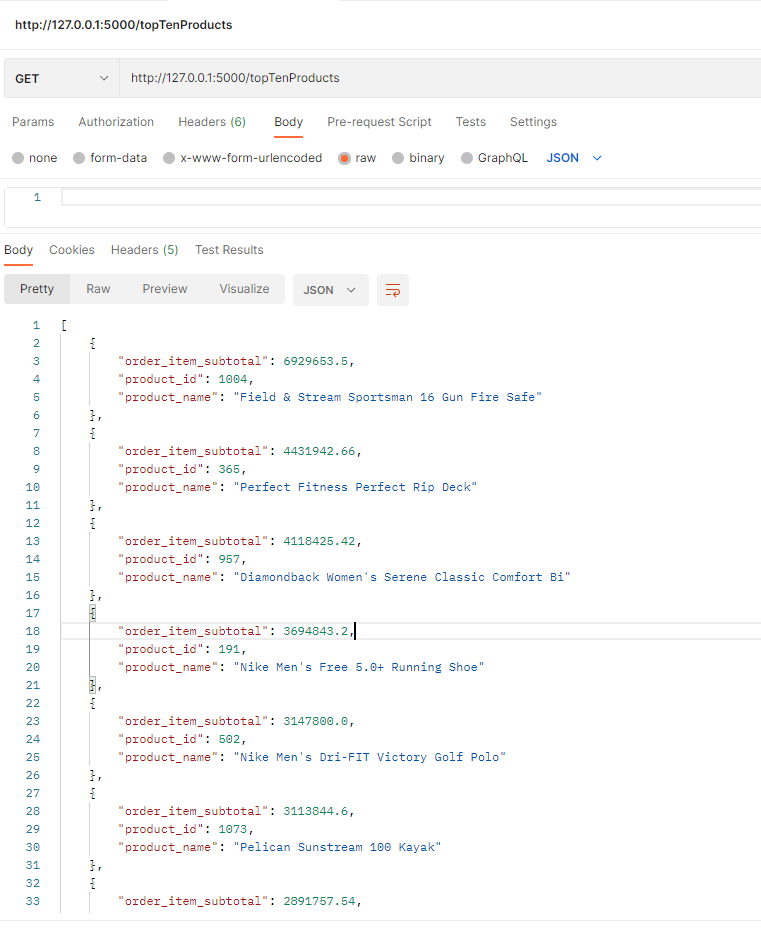 http://127.0.0.1:5000/topTenProducts
GET http://127.0.0.1:5000/topTenProducts
Params Authorization Headers (6) Body Pre-request Script Tests Settings
none form-data x-www-form-urlencoded raw binary GraphQL JSON
1
Body Cookies Headers (5) Test Results
Pretty Raw Preview Visualize JSON
1 [
2 {
3 "order_item_subtotal": 6929653.5,
4 "product_id": 1004,
5 "product_name": "Field & Stream Sportsman 16 Gun Fire Safe"
6 },
7 {
8 "order_item_subtotal": 4431942.66,
9 "product_id": 365,
10 "product_name": "Perfect Fitness Perfect Rip Deck"
11 },
12 {
13 "order_item_subtotal": 4118425.42,
14 "product_id": 957,
15 "product_name": "Diamondback Women's Serene Classic Comfort Bi"
16 },
17 {
18 "order_item_subtotal": 3694843.2,
19 "product_id": 191,
20 "product_name": "Nike Men's Free 5.0+ Running Shoe"
21 },
22 {
23 "order_item_subtotal": 3147800.0,
24 "product_id": 502,
25 "product_name": "Nike Men's Dri-FIT Victory Golf Polo"
26 },
27 {
28 "order_item_subtotal": 3113844.6,
29 "product_id": 1073,
30 "product_name": "Pelican Sunstream 100 Kayak"
31 },
32 {
33 "order_item_subtotal": 2891757.54,